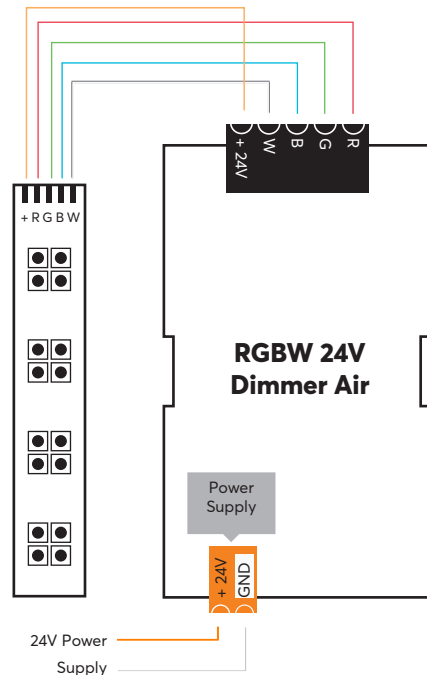 + 24V
W
B
G
R
+ R G B W
RGBW 24V
Dimmer Air
Power
Supply
+ 24V
GND
24V Power
Supply